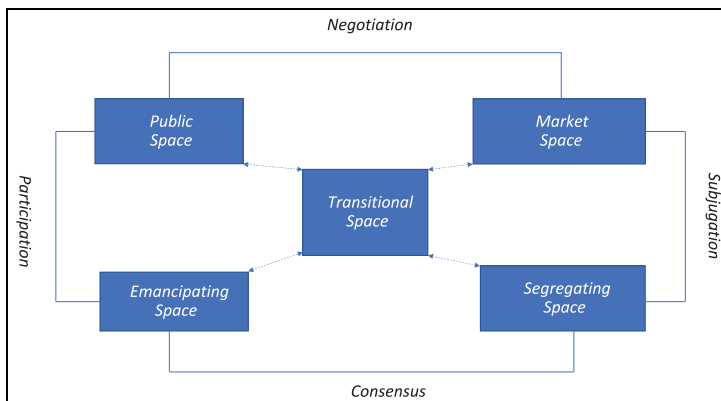 Negotiation
Public
Space
Market
Space
Transitional
Space
Participation
Subjugation
Emancipating
Space
Segregating
Space
Consensus